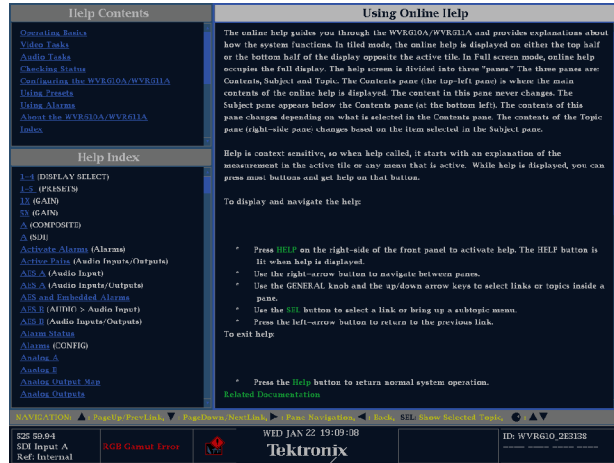 Help Contents
Operating Basics
Video Tasks
Audio Tasks
Checking Status
Configuring the WVR610A/WVR611A
Using Presets
Using Alarms
About the WVR610A/WVR611A
Index
Help Index
1-4 (DISPLAY SELECT)
1-5 (PRESETS)
1X (GAIN)
5X (GAIN)
A (COMPOSITE)
A (SDI)
Activate Alarms (Alarms)
Active Pairs (Audio Inputs/Outputs)
AES A (Audio Input)
AES A (Audio Inputs/Outputs)
AES and Embedded Alarms
AES B (AUDIO > Audio Input)
AES B (Audio Inputs/Outputs)
Alarm Status
Alarms (CONFIG)
Analog A
Analog B
Analog Output Map
Analog Outputs
Using Online Help
The online help guides you through the WVR610A/WVR611A and provides explanations about
how the system functions. In tiled mode, the online help is displayed on either the top half
or the bottom half of the display opposite the active tile. In Full screen mode, online help
occupies the full display. The help screen is divided into three "panes." The three panes are:
Contents, Subject and Topic. The Contents pane (the top-left pane) is where the main
contents of the online help is displayed. The content in this pane never changes. The
Subject pane appears below the Contents pane (at the bottom left). The contents of this
pane changes depending on what is selected in the Contents pane. The contents of the Topic
pane (right-side pane) changes based on the item selected in the Subject pane.
Help is context sensitive, so when help called, it starts with an explanation of the
measurement in the active tile or any menu that is active. While help is displayed, you can
press most buttons and get help on that button.
To display and navigate the help:
* Press HELP on the right-side of the front panel to activate help. The HELP button is
lit when help is displayed.
* Use the right-arrow button to navigate between panes.
* Use the GENERAL knob and the up/down arrow keys to select links or topics inside a
pane.
* Use the SEL button to select a link or bring up a subtopic menu.
* Press the left-arrow button to return to the previous link.
To exit help:
* Press the Help button to return normal system operation.
Related Documentation
NAVIGATION: ▲: PageUp/PrevLink, ▼: PageDown/NextLink, ►: Pane Navigation, ◄: Back, SEL: Show Selected Topic, : ▲▼
525 59.94
SDI Input A
Ref: Internal
RGB Gamut Error
WED JAN 22 19:09:08
Tektronix
ID: WVR610_2E3138
---- ---- ---- ----